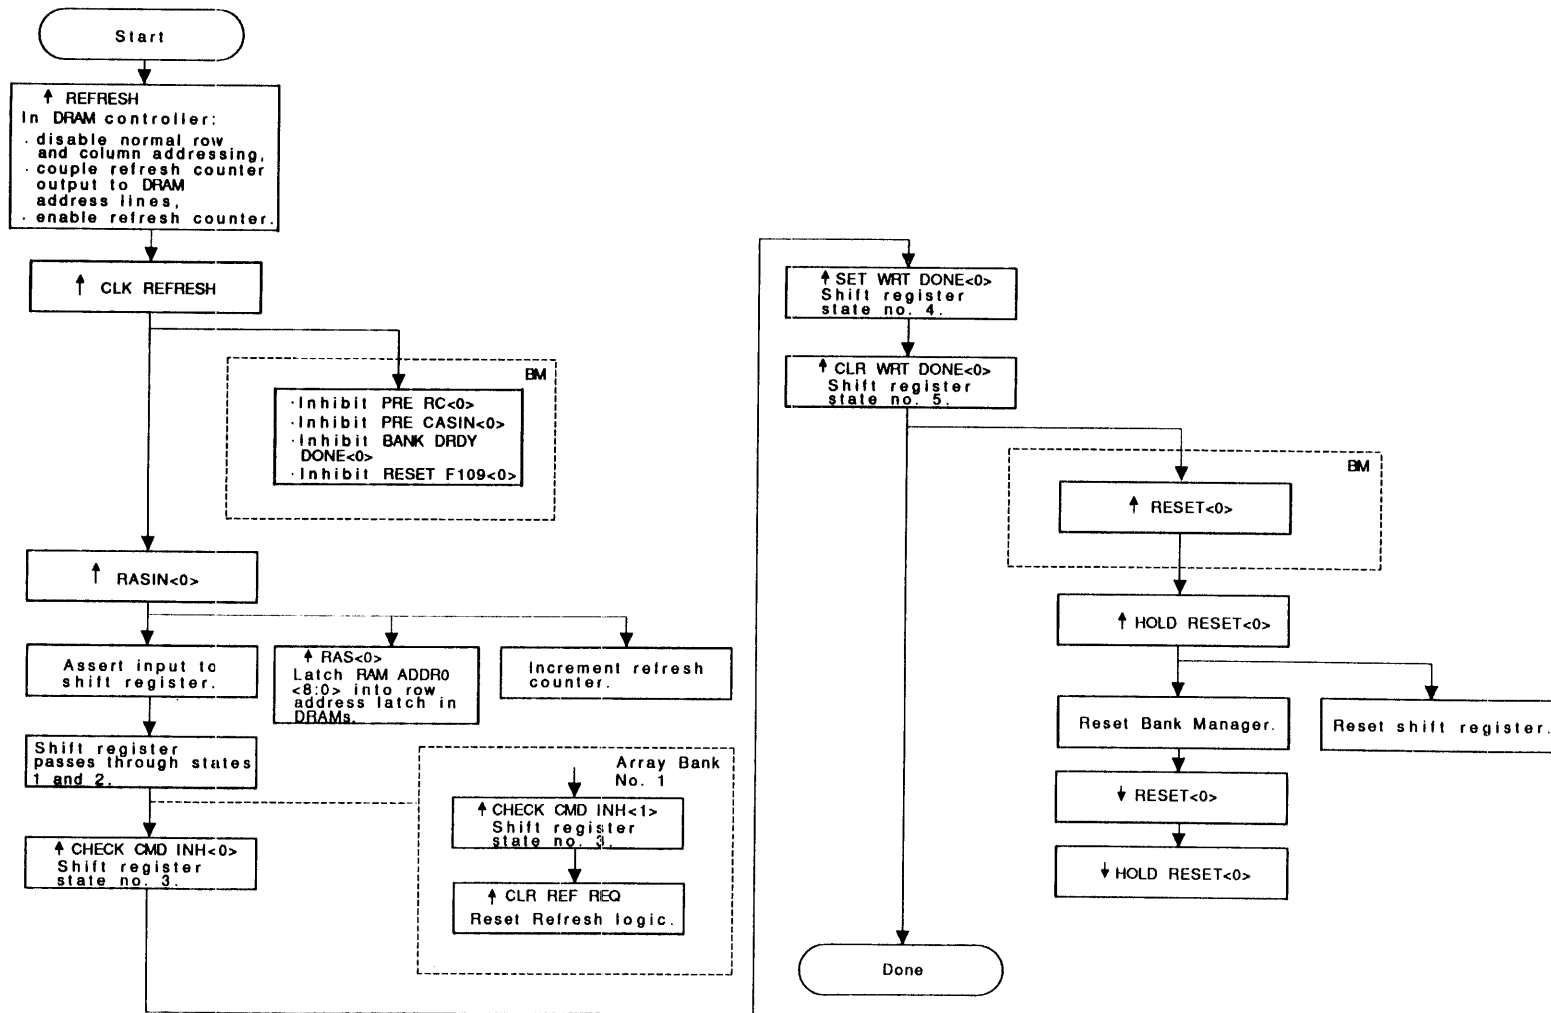 Start
↑ REFRESH
In DRAM controller:
· disable normal row
and column addressing,
· couple refresh counter
output to DRAM
address lines,
· enable refresh counter.
↑ CLK REFRESH
BM
· Inhibit PRE RC<0>
· Inhibit PRE CASIN<0>
· Inhibit BANK DRDY
DONE<0>
· Inhibit RESET F109<0>
↑ RASIN<0>
Assert input to
shift register.
↑ RAS<0>
Latch RAM ADDR0
<8:0> into row
address latch in
DRAMs.
Increment refresh
counter.
Shift register
passes through states
1 and 2.
Array Bank
No. 1
↑ CHECK CMD INH<1>
Shift register
state no. 3.
↑ CLR REF REQ
Reset Refresh logic.
↑ CHECK CMD INH<0>
Shift register
state no. 3.
↑ SET WRT DONE<0>
Shift register
state no. 4.
↑ CLR WRT DONE<0>
Shift register
state no. 5.
BM
↑ RESET<0>
↑ HOLD RESET<0>
Reset Bank Manager.
Reset shift register.
↓ RESET<0>
↓ HOLD RESET<0>
Done